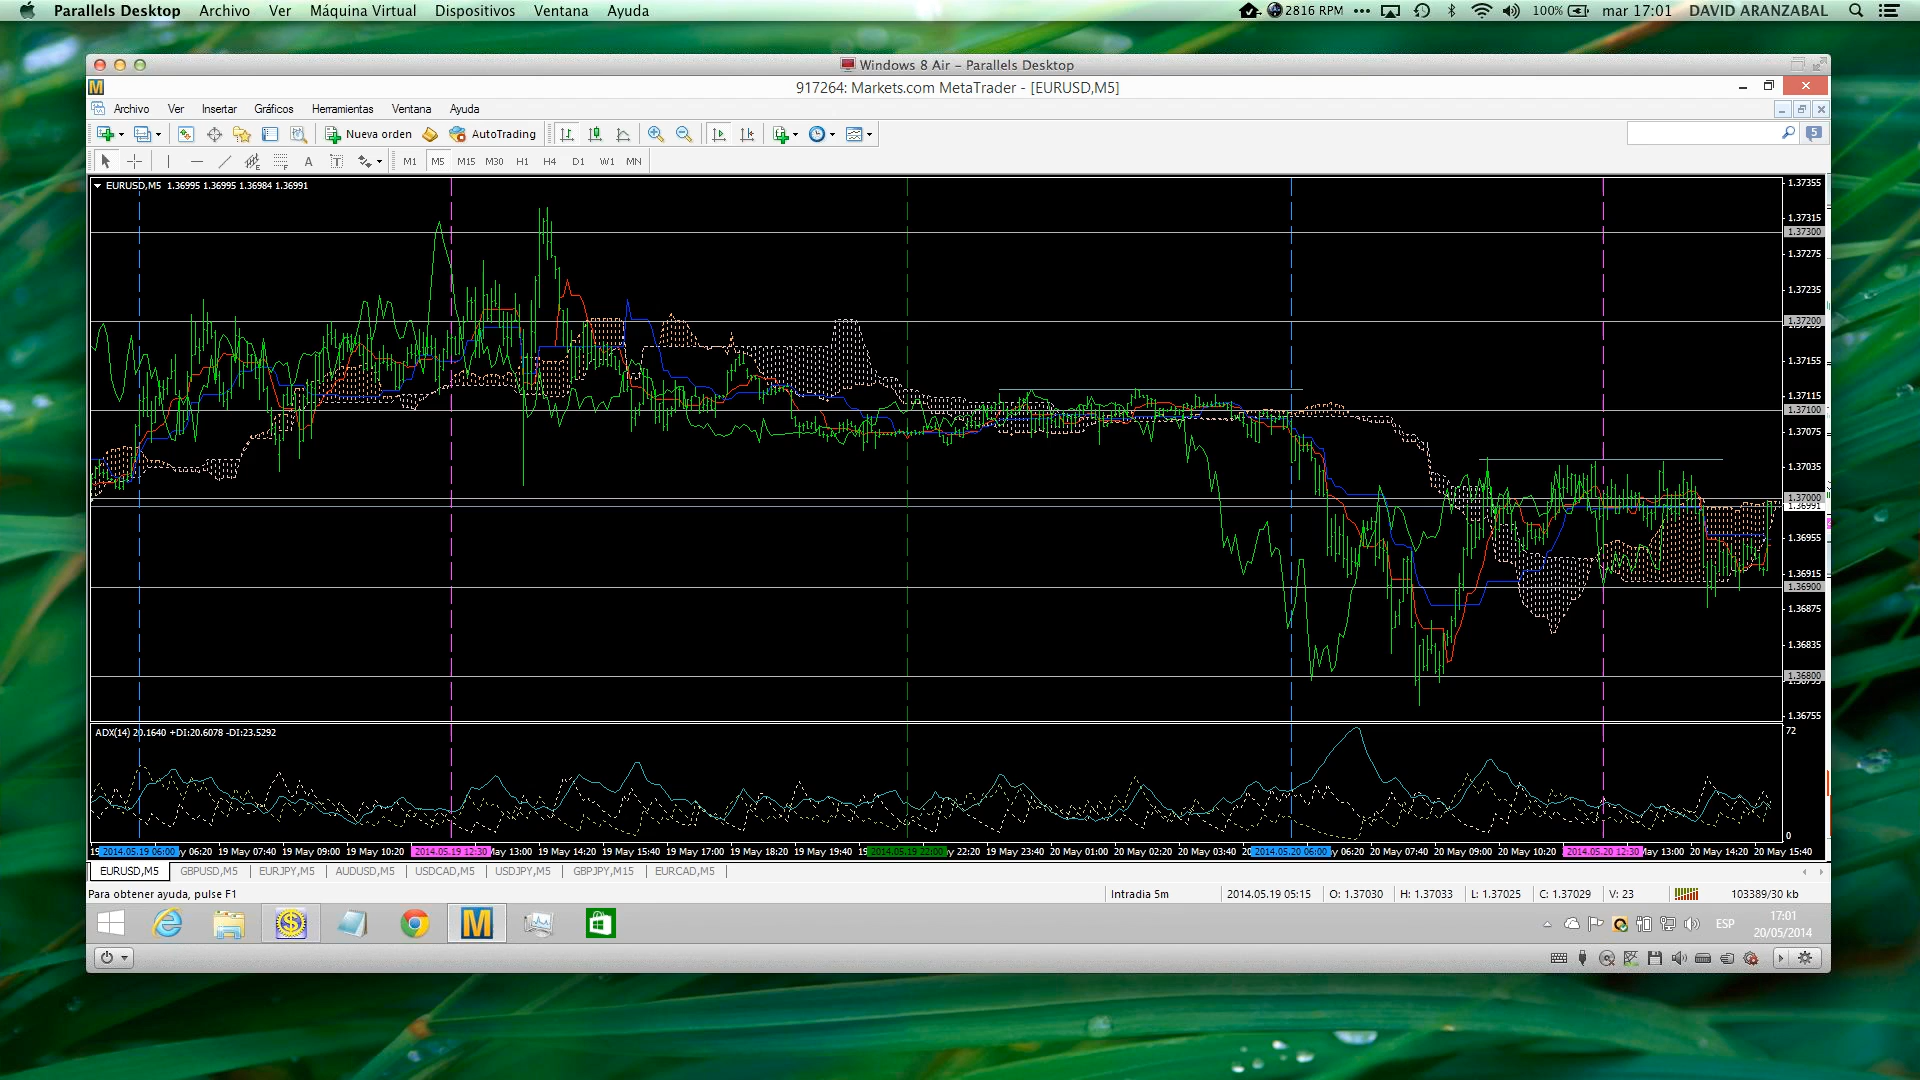 Parallels Desktop Archivo Ver Máquina Virtual Dispositivos Ventana Ayuda 2816 RPM 100% mar 17:01 DAVID ARANZABAL
Windows 8 Air - Parallels Desktop
917264: Markets.com MetaTrader - [EURUSD,M5]
Archivo Ver Insertar Gráficos Herramientas Ventana Ayuda
Nueva orden AutoTrading 5
A T M1 M5 M15 M30 H1 H4 D1 W1 MN
EURUSD,M5 1.36995 1.36995 1.36984 1.36991
1.37355
1.37315
1.37300
1.37275
1.37235
1.37200
1.37155
1.37115
1.37100
1.37075
1.37035
1.37000
1.36991
1.36955
1.36915
1.36900
1.36875
1.36835
1.36800
1.36755
ADX(14) 20.1640 +DI:20.6078 -DI:23.5292
72
0
2014.05.19 06:00 19 May 07:40 19 May 09:00 19 May 10:20 2014.05.19 12:30 19 May 14:20 19 May 15:40 19 May 17:00 19 May 18:20 19 May 19:40 2014.05.19 22:00 19 May 23:40 20 May 01:00 20 May 02:20 20 May 03:40 2014.05.20 06:00 20 May 07:40 20 May 09:00 20 May 10:20 2014.05.20 12:30 20 May 14:20 20 May 15:40
EURUSD,M5 GBPUSD,M5 EURJPY,M5 AUDUSD,M5 USDCAD,M5 USDJPY,M5 GBPJPY,M15 EURCAD,M5
Para obtener ayuda, pulse F1 Intradia 5m 2014.05.19 05:15 O: 1.37030 H: 1.37033 L: 1.37025 C: 1.37029 V: 23 103389/30 kb
ESP 17:01
20/05/2014